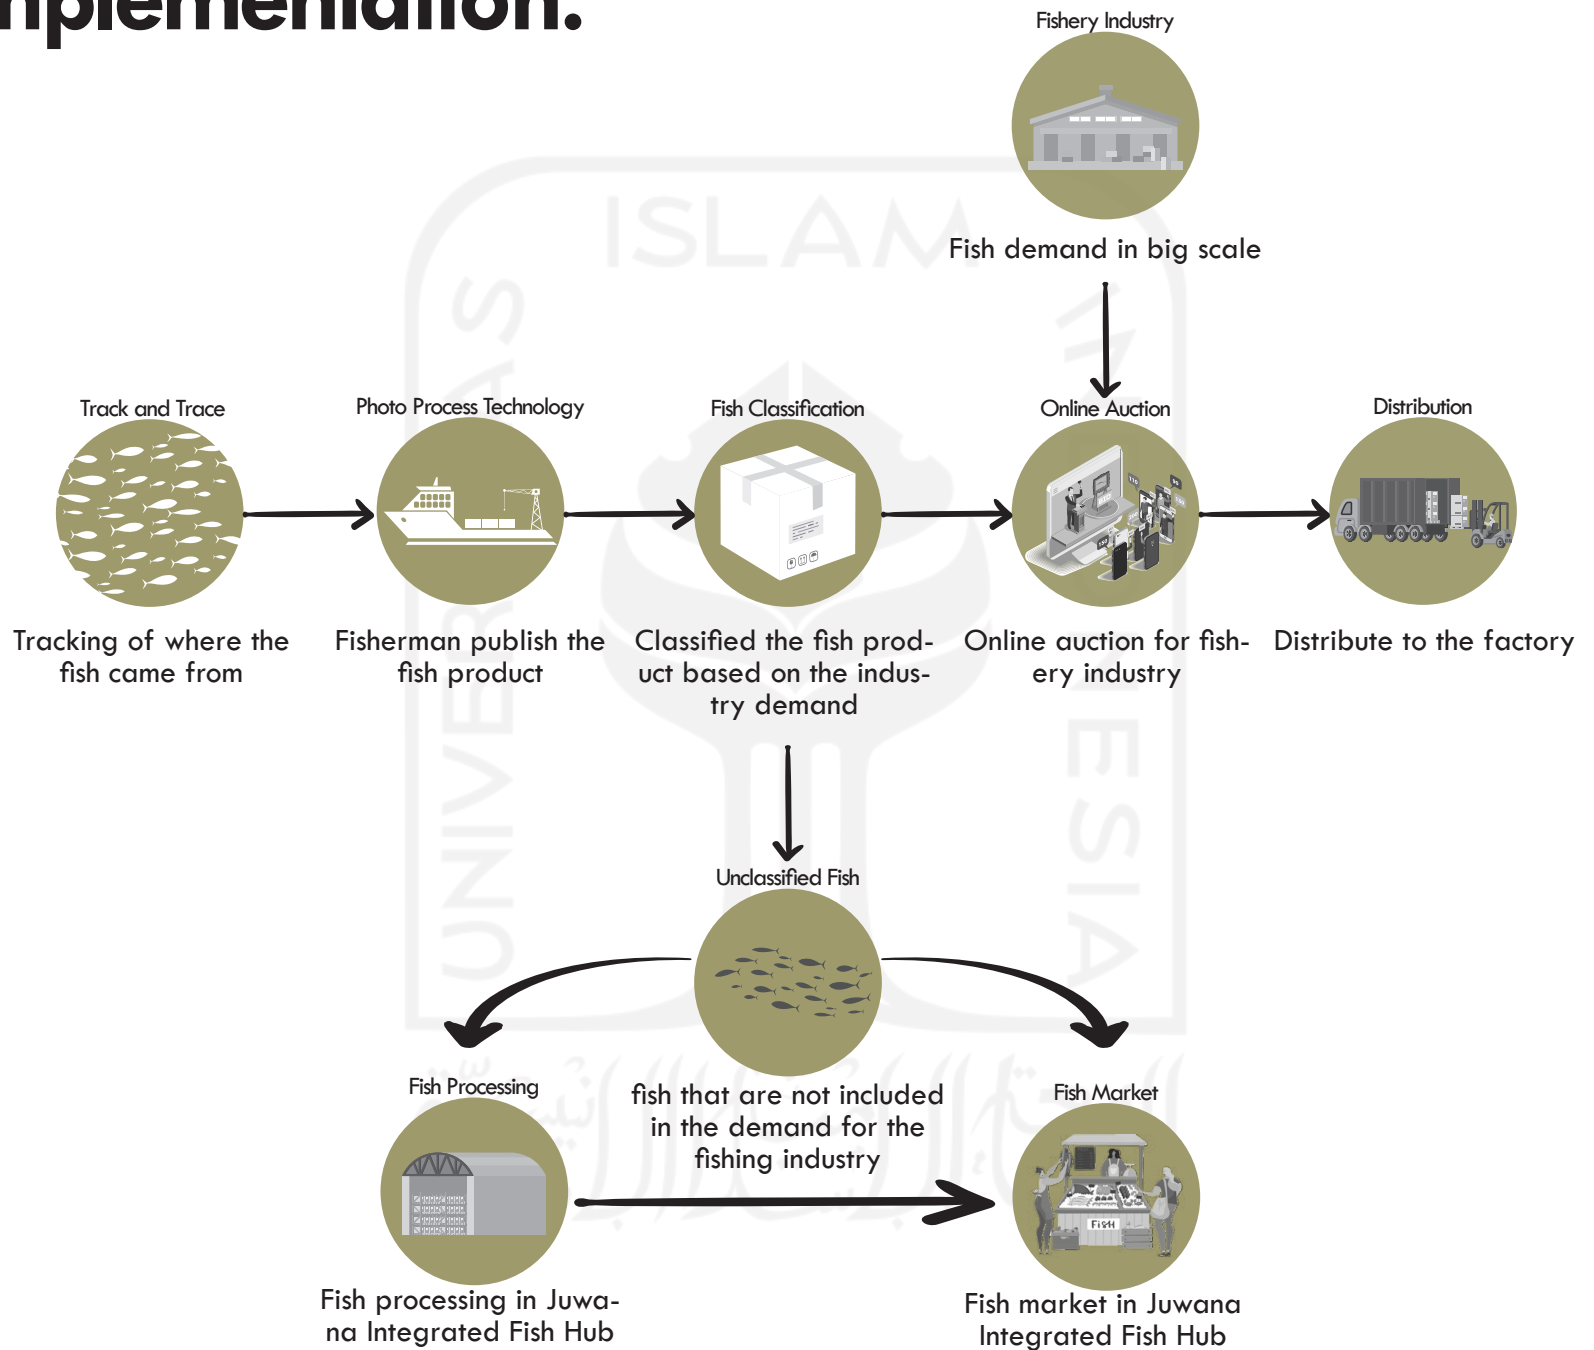 Fishery Industry
Fish demand in big scale
Track and Trace
Tracking of where the
fish came from
Photo Process Technology
Fisherman publish the
fish product
Fish Classification
Classified the fish prod-
uct based on the indus-
try demand
Online Auction
Online auction for fish-
ery industry
Distribution
Distribute to the factory
Unclassified Fish
fish that are not included
in the demand for the
fishing industry
Fish Processing
Fish processing in Juwa-
na Integrated Fish Hub
Fish Market
FiSH
Fish market in Juwana
Integrated Fish Hub
UNIVERSITAS
ISLAM
INDONESIA